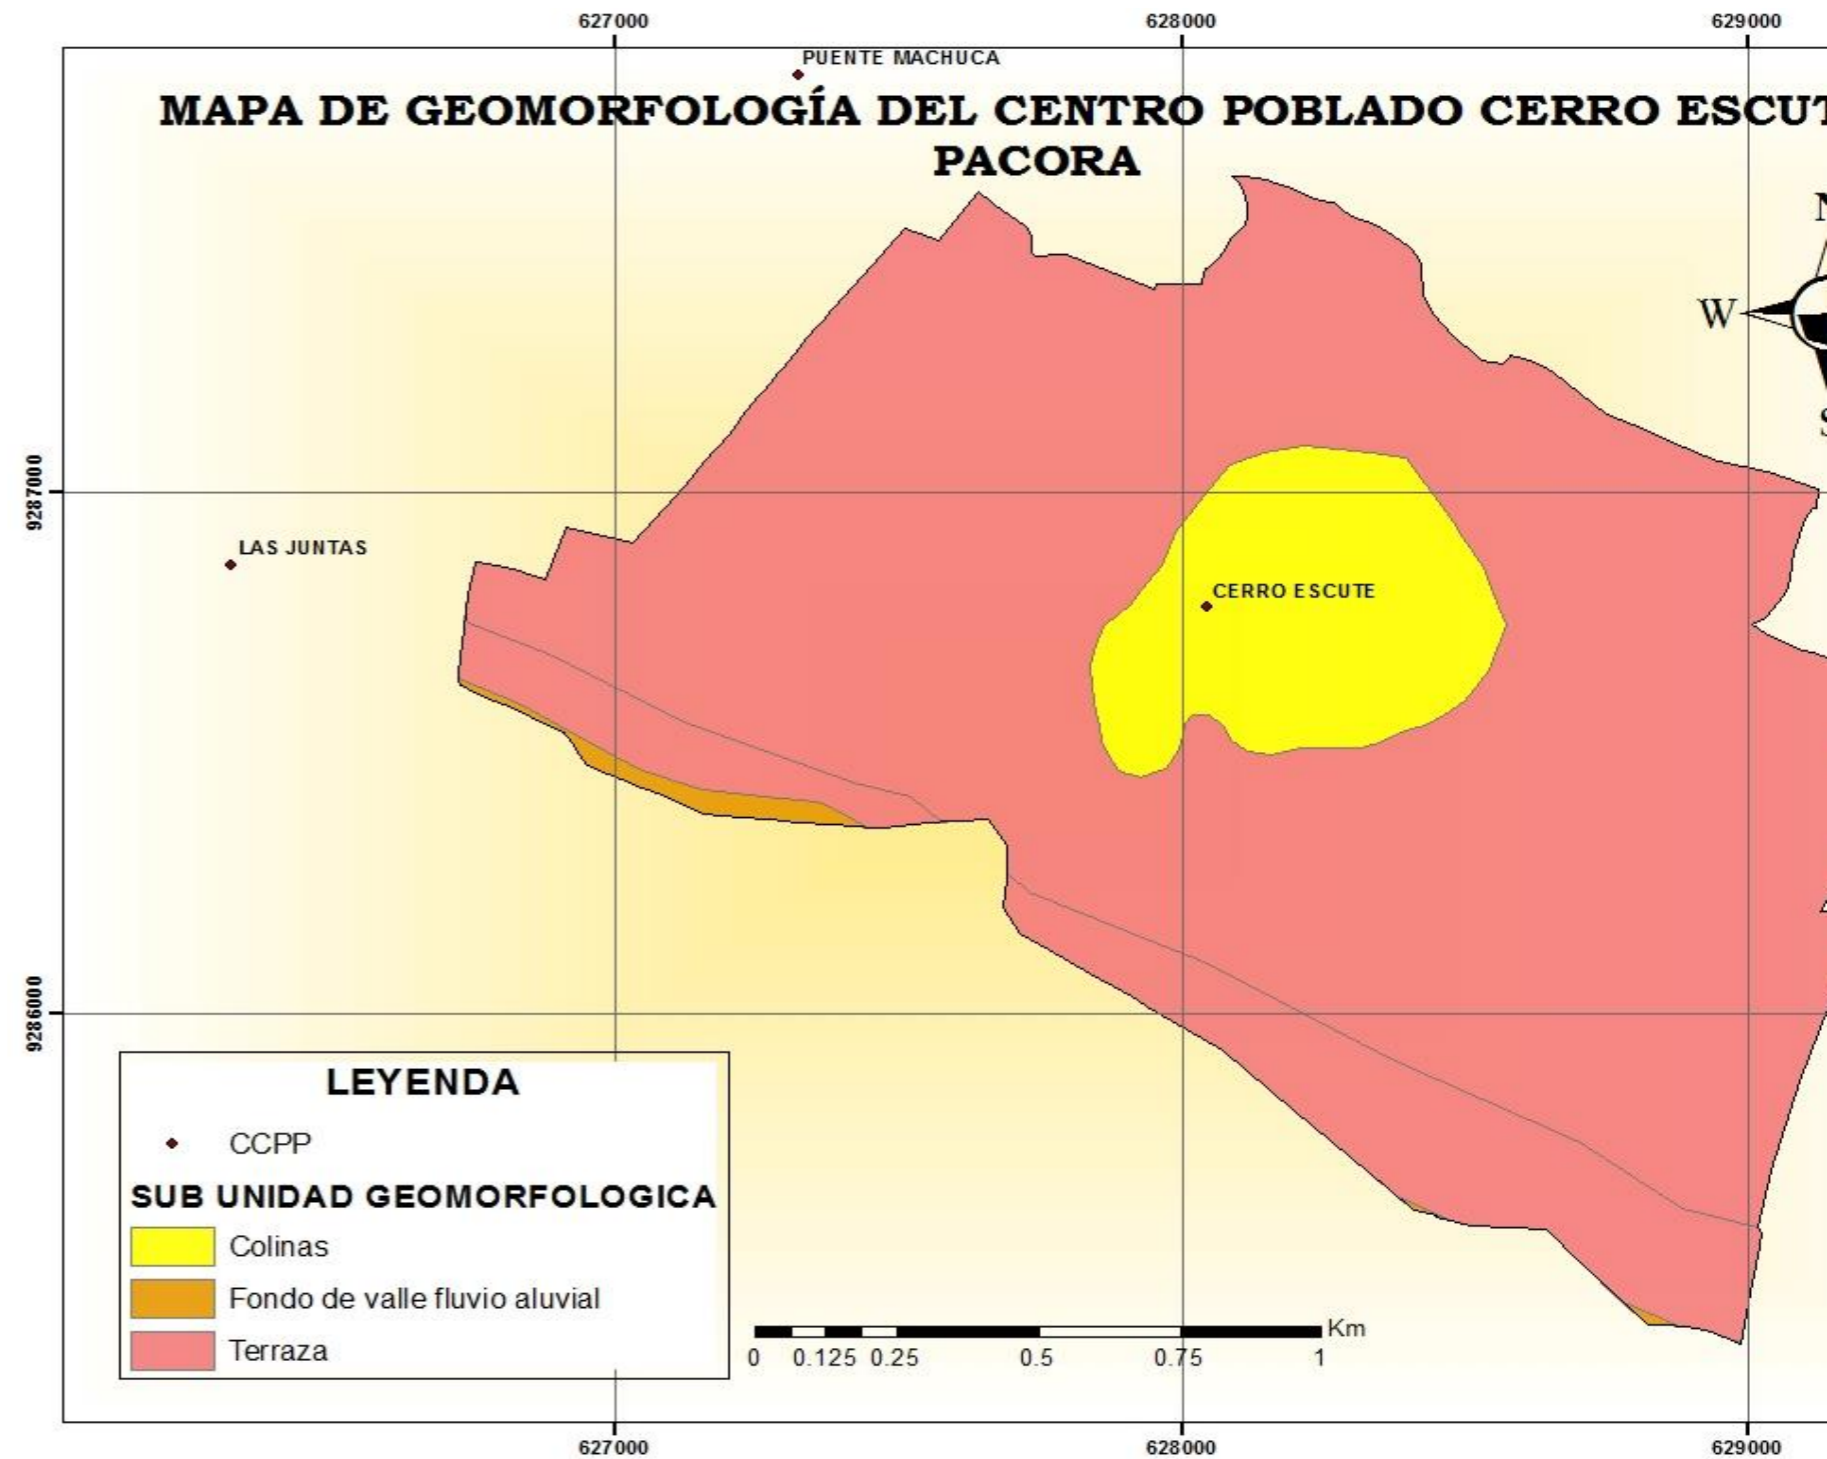 627000 628000 629000
PUENTE MACHUCA
MAPA DE GEOMORFOLOGÍA DEL CENTRO POBLADO CERRO ESCUT
PACORA
N
W
S
9287000
LAS JUNTAS
CERRO ESCUTE
9286000
LEYENDA
CCPP
SUB UNIDAD GEOMORFOLOGICA
Colinas
Fondo de valle fluvio aluvial
Terraza
Km
0 0.125 0.25 0.5 0.75 1
627000 628000 629000